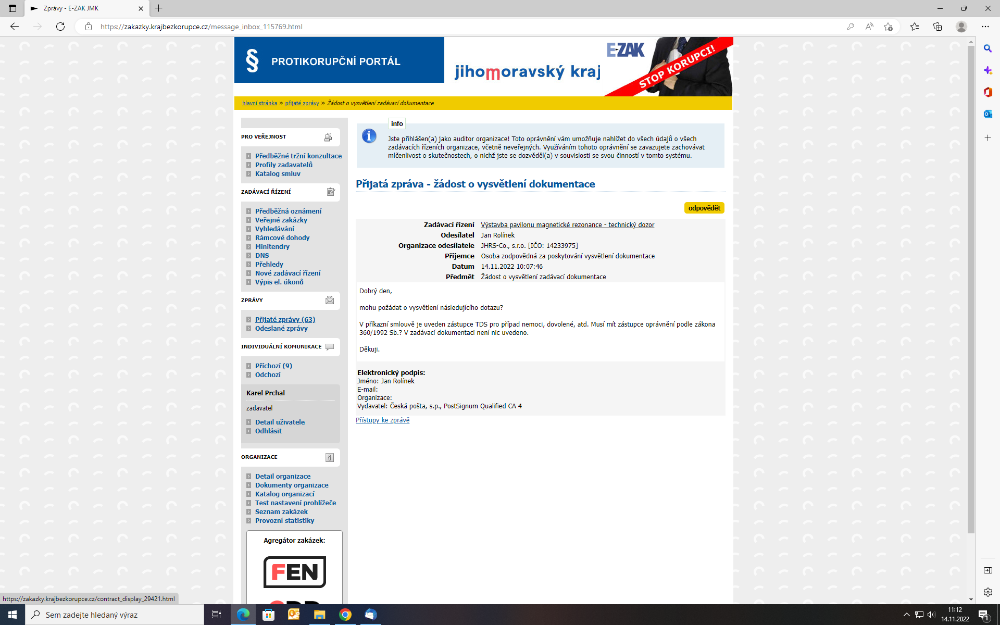 Zprávy - E-ZAK JMK
https://zakazky.krajbezkorupce.cz/message_inbox_115769.html
§ PROTIKORUPČNÍ PORTÁL
E-ZAK
jihomoravský kraj
STOP KORUPCI!
hlavní stránka » přijaté zprávy » Žádost o vysvětlení zadávací dokumentace
PRO VEŘEJNOST
Předběžné tržní konzultace
Profily zadavatelů
Katalog smluv
ZADÁVACÍ ŘÍZENÍ
Předběžná oznámení
Veřejné zakázky
Vyhledávání
Rámcové dohody
Minitendry
DNS
Přehledy
Nové zadávací řízení
Výpis el. úkonů
ZPRÁVY
Přijaté zprávy (63)
Odeslané zprávy
INDIVIDUÁLNÍ KOMUNIKACE
Příchozí (9)
Odchozí
Karel Prchal
zadavatel
Detail uživatele
Odhlásit
ORGANIZACE
Detail organizace
Dokumenty organizace
Katalog organizací
Test nastavení prohlížeče
Seznam zakázek
Provozní statistiky
Agregátor zakázek:
FEN
info
Jste přihlášen(a) jako auditor organizace! Toto oprávnění vám umožňuje nahlížet do všech údajů o všech
zadávacích řízeních organizace, včetně neveřejných. Využíváním tohoto oprávnění se zavazujete zachovávat
mlčenlivost o skutečnostech, o nichž jste se dozvěděl(a) v souvislosti se svou činností v tomto systému.
Přijatá zpráva - žádost o vysvětlení dokumentace
odpovědět
Zadávací řízení Výstavba pavilonu magnetické rezonance - technický dozor
Odesílatel Jan Rolínek
Organizace odesílatele JHRS-Co., s.r.o. [IČO: 14233975]
Příjemce Osoba zodpovědná za poskytování vysvětlení dokumentace
Datum 14.11.2022 10:07:46
Předmět Žádost o vysvětlení zadávací dokumentace
Dobrý den,
mohu požádat o vysvětlení následujícího dotazu?
V příkazní smlouvě je uveden zástupce TDS pro případ nemoci, dovolené, atd. Musí mít zástupce oprávnění podle zákona
360/1992 Sb.? V zadávací dokumentaci není nic uvedeno.
Děkuji.
Elektronický podpis:
Jméno: Jan Rolínek
E-mail:
Organizace:
Vydavatel: Česká pošta, s.p., PostSignum Qualified CA 4
Přístupy ke zprávě
https://zakazky.krajbezkorupce.cz/contract_display_29421.html
Sem zadejte hledaný výraz
11:12
14.11.2022
1